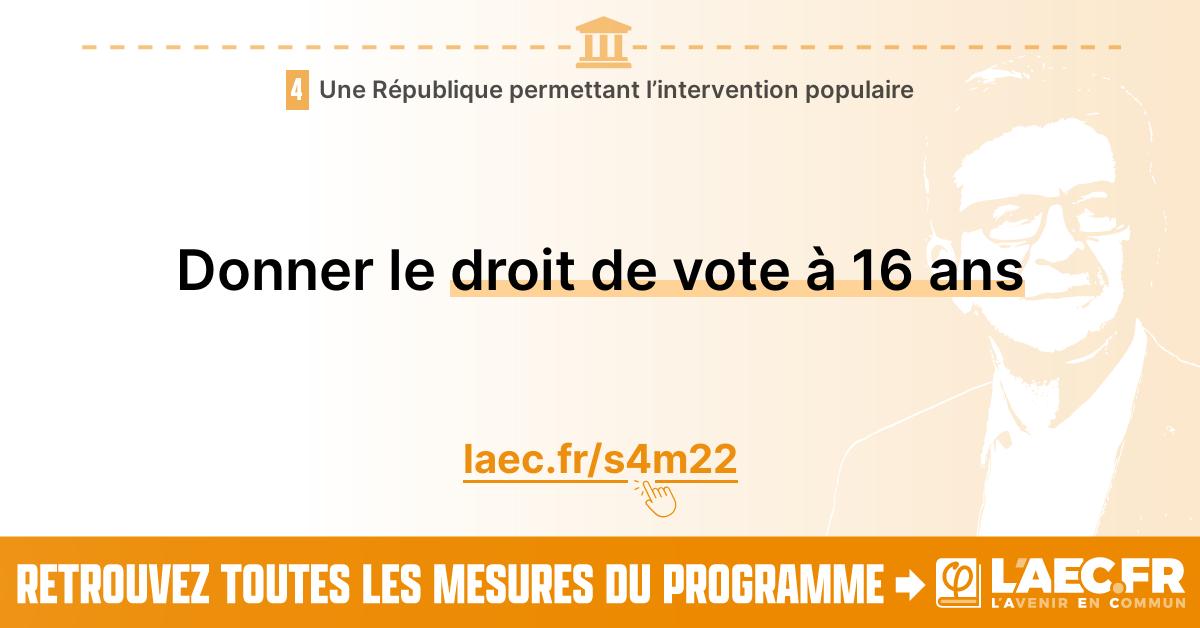 4 Une République permettant l'intervention populaire
Donner le droit de vote à 16 ans
laec.fr/s4m22
RETROUVEZ TOUTES LES MESURES DU PROGRAMME
φ L'AEC.FR
L'AVENIR EN COMMUN